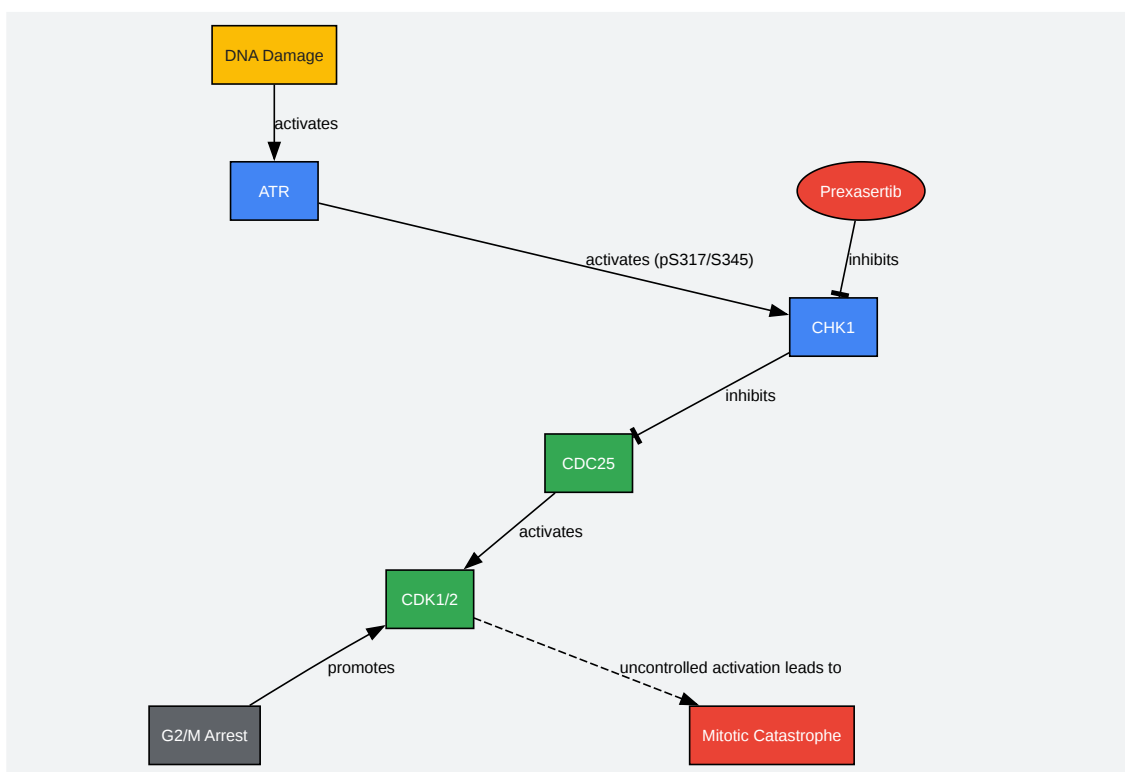 DNA Damage
activates
ATR
Prexasertib
activates (pS317/S345)
inhibits
CHK1
inhibits
CDC25
activates
CDK1/2
promotes
uncontrolled activation leads to
G2/M Arrest
Mitotic Catastrophe